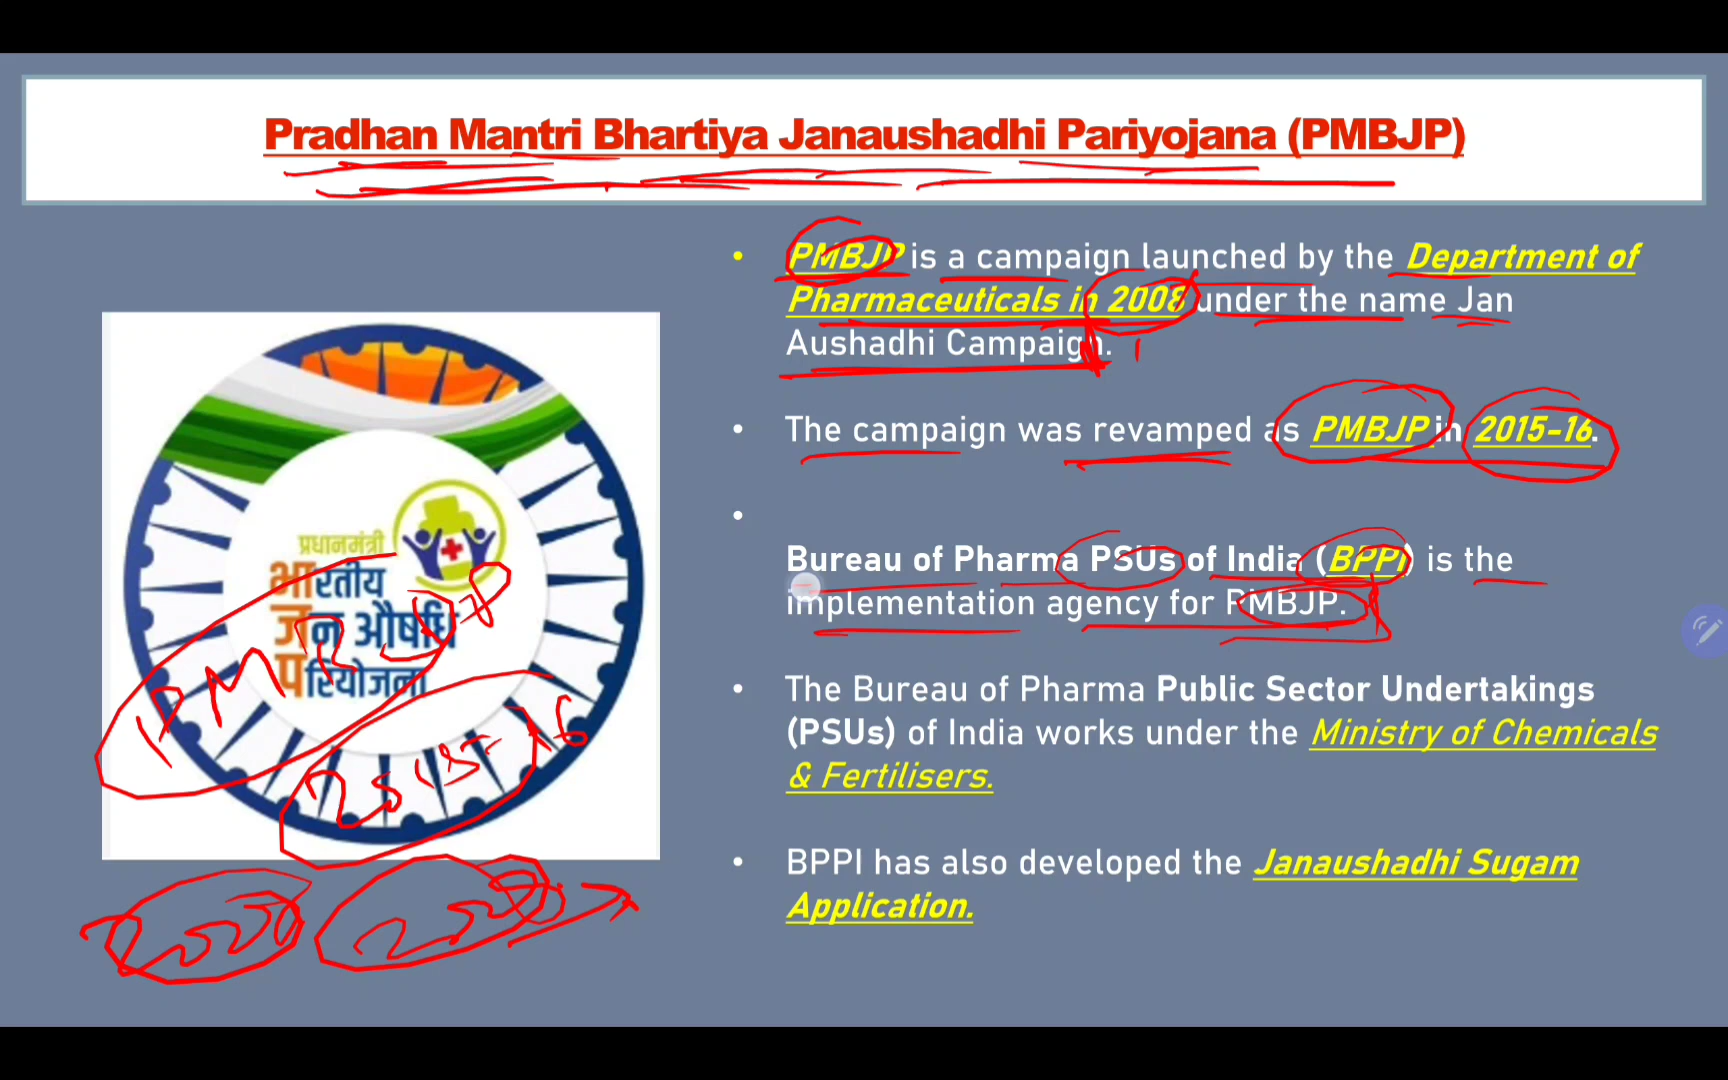 Pradhan Mantri Bhartiya Janaushadhi Pariyojana (PMBJP)
• PMBJP is a campaign launched by the Department of
Pharmaceuticals in 2008 under the name Jan
Aushadhi Campaign.
• The campaign was revamped as PMBJP in 2015-16.
•
Bureau of Pharma PSUs of India (BPPI) is the
implementation agency for PMBJP.
• The Bureau of Pharma Public Sector Undertakings
(PSUs) of India works under the Ministry of Chemicals
& Fertilisers.
• BPPI has also developed the Janaushadhi Sugam
Application.
प्रधानमंत्री
भारतीय
जन औषधि
परियोजना